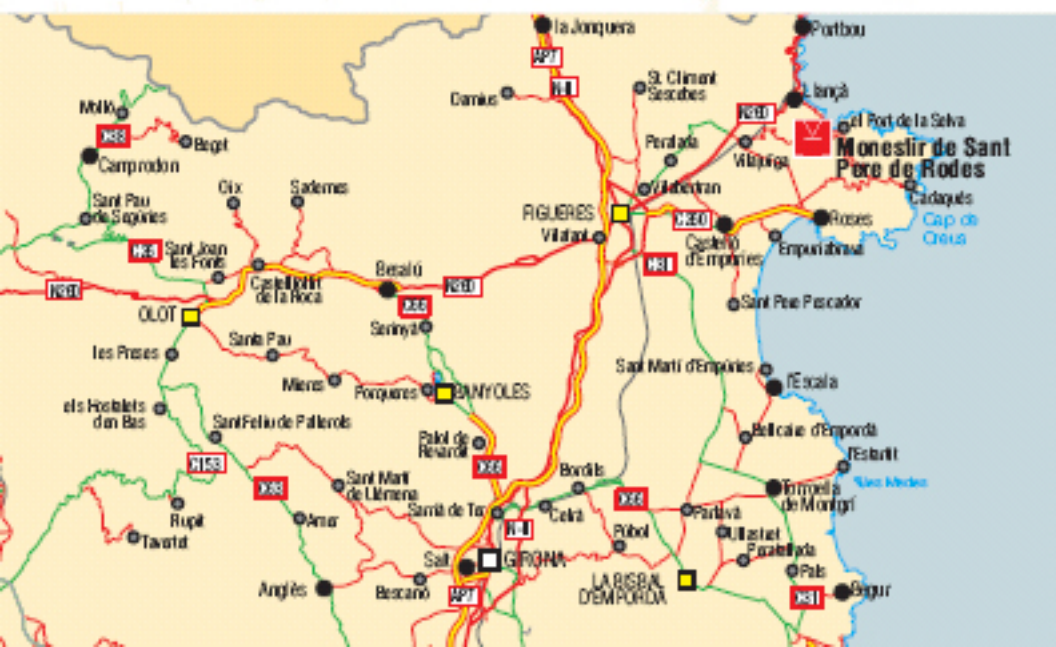 la Jonquera
Portbou
AP7
N-II
St. Climent
Sescebes
Llançà
Darnius
Molló
N260
el Port de la Selva
C38
Beget
Peralada
Vilajuïga
Monestir de Sant
Pere de Rodes
Camprodon
Oix
Sadernes
Vilabertran
Cadaqués
Sant Pau
de Segúries
FIGUERES
C260
Roses
Cap de
Creus
Vilafant
Castelló
d'Empúries
Empuriabrava
Sant Joan
les Fonts
C31
Besalú
Castellfollit
de la Roca
N260
N260
C66
Sant Pere Pescador
OLOT
Serinyà
Santa Pau
les Preses
Sant Martí d'Empúries
l'Escala
Mieres
Porqueres
BANYOLES
els Hostalets
d'en Bas
Sant Feliu de Pallerols
Palol de
Revardit
Bellcaire d'Empordà
l'Estartit
C153
C66
Bordils
Illes Medes
C63
Sant Martí
de Llémena
C66
Torroella
de Montgrí
Rupit
Amer
Sarrià de Ter
Celrà
Parlavà
Tavertet
N-II
Púbol
Ullastret
Peratallada
Salt
GIRONA
Pals
Anglès
Bescanó
LA BISBAL
D'EMPORDÀ
AP7
C31
Begur